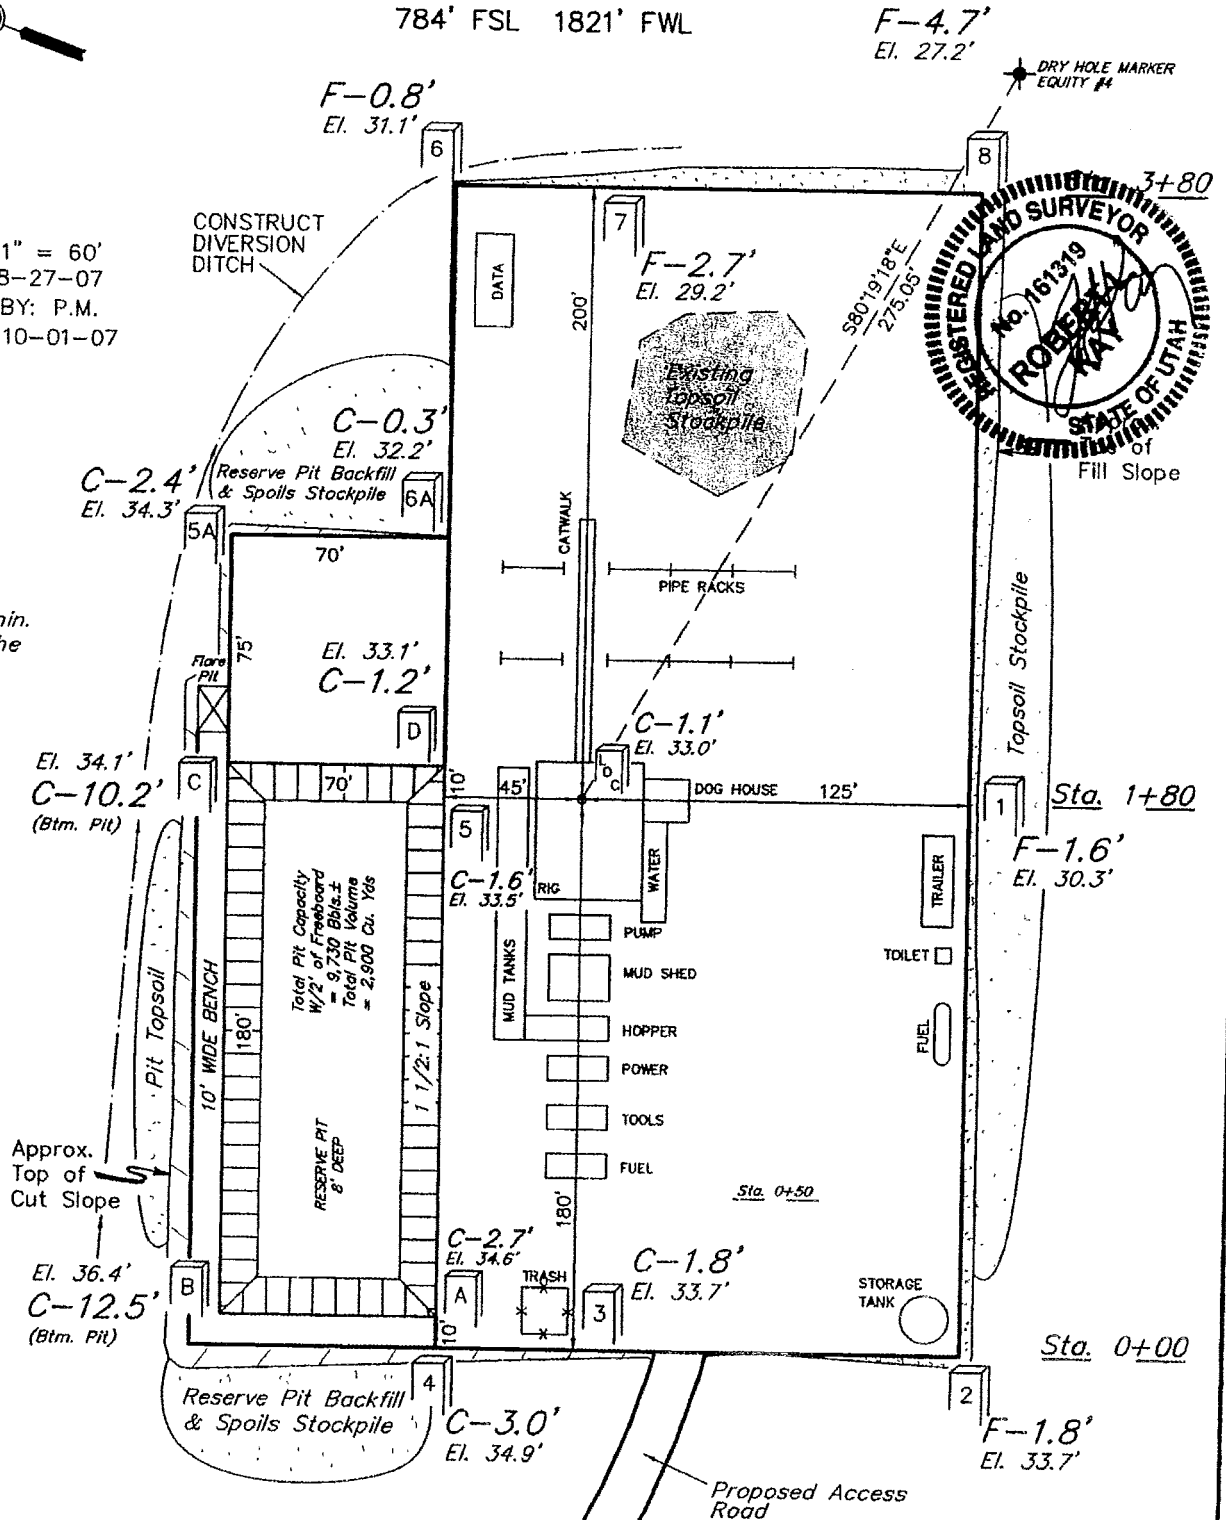 784' FSL 1821' FWL
F-4.7'
El. 27.2'
DRY HOLE MARKER
EQUITY #4
F-0.8'
El. 31.1'
6
8
3+80
CONSTRUCT
DIVERSION
DITCH
1" = 60'
8-27-07
BY: P.M.
10-01-07
DATA
200'
7
F-2.7'
El. 29.2'
S80°19'18"E
275.05'
REGISTERED LAND SURVEYOR
No. 161319
ROBERT
KAY
STATE OF UTAH
Existing
Topsoil
Stockpile
of
Fill Slope
C-0.3'
El. 32.2'
Reserve Pit Backfill
& Spoils Stockpile
6A
C-2.4'
El. 34.3'
5A
70'
CATWALK
PIPE RACKS
Topsoil Stockpile
75'
Flare
Pit
El. 33.1'
C-1.2'
D
C-1.1'
El. 33.0'
LOC
El. 34.1'
C-10.2'
(Btm. Pit)
C
70'
10'
45'
DOG HOUSE
125'
1
Sta. 1+80
F-1.6'
El. 30.3'
5
C-1.6'
El. 33.5'
RIG
WATER
TRAILER
Total Pit Capacity
W/2' of Freeboard
= 9,730 Bbls.±
Total Pit Volume
= 2,900 Cu. Yds
PUMP
MUD SHED
MUD TANKS
HOPPER
TOILET
FUEL
POWER
TOOLS
FUEL
Pit Topsoil
10' WIDE BENCH
180'
1 1/2:1 Slope
RESERVE PIT
8' DEEP
Approx.
Top of
Cut Slope
Sta. 0+50
180'
El. 36.4'
C-12.5'
(Btm. Pit)
B
C-2.7'
El. 34.6'
A
10'
TRASH
3
C-1.8'
El. 33.7'
STORAGE
TANK
Sta. 0+00
Reserve Pit Backfill
& Spoils Stockpile
4
C-3.0'
El. 34.9'
2
F-1.8'
El. 33.7'
Proposed Access
Road